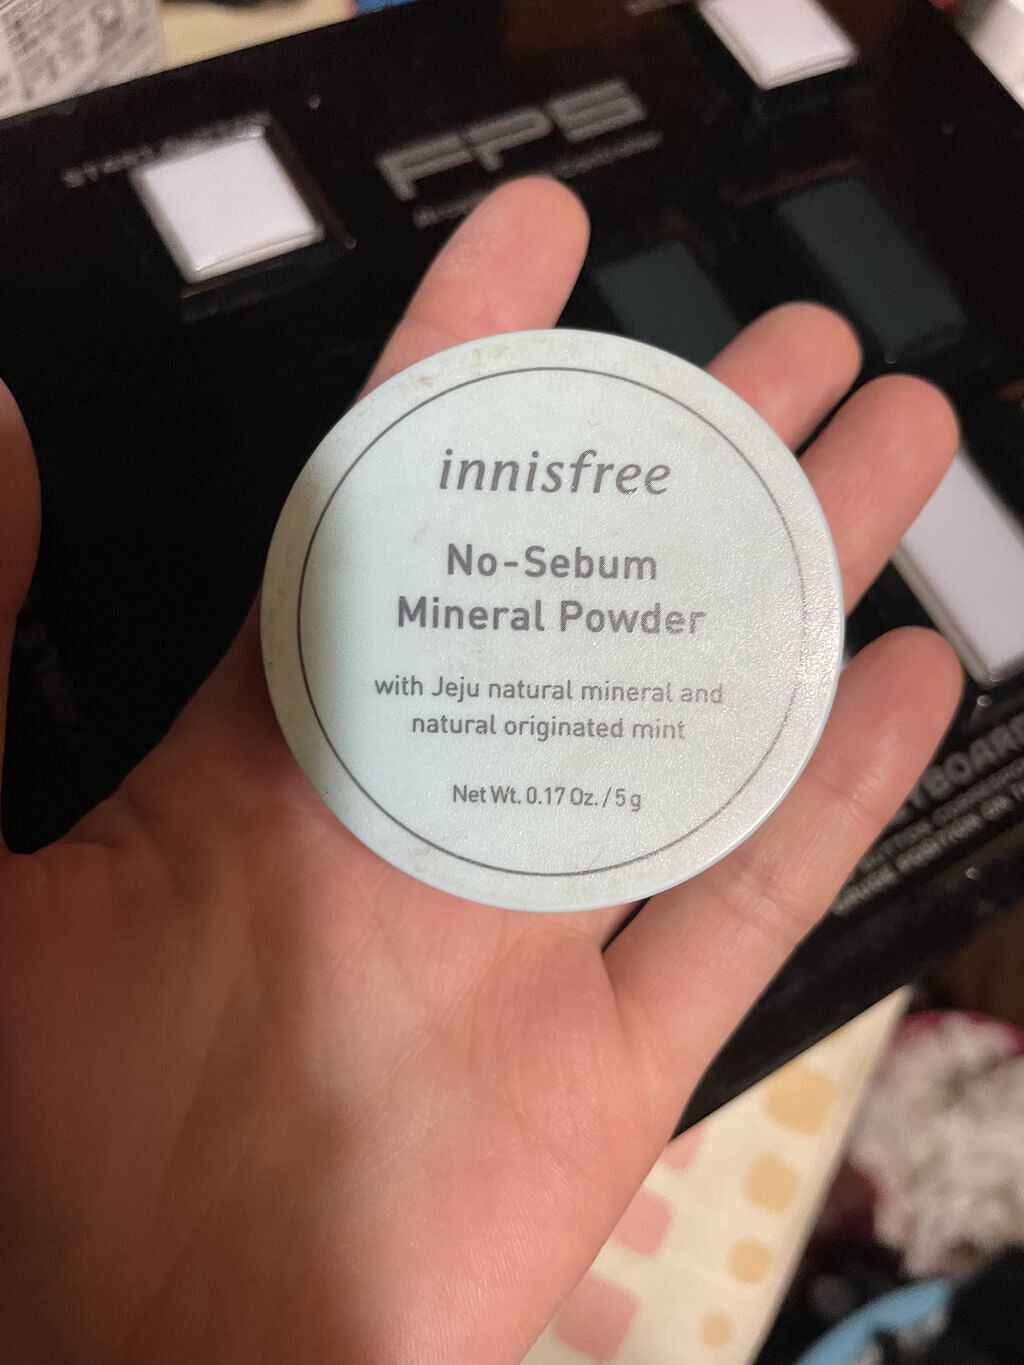 FPS
innisfree
No-Sebum
Mineral Powder
with Jeju natural mineral and
natural originated mint
Net Wt. 0.17 Oz. / 5 g